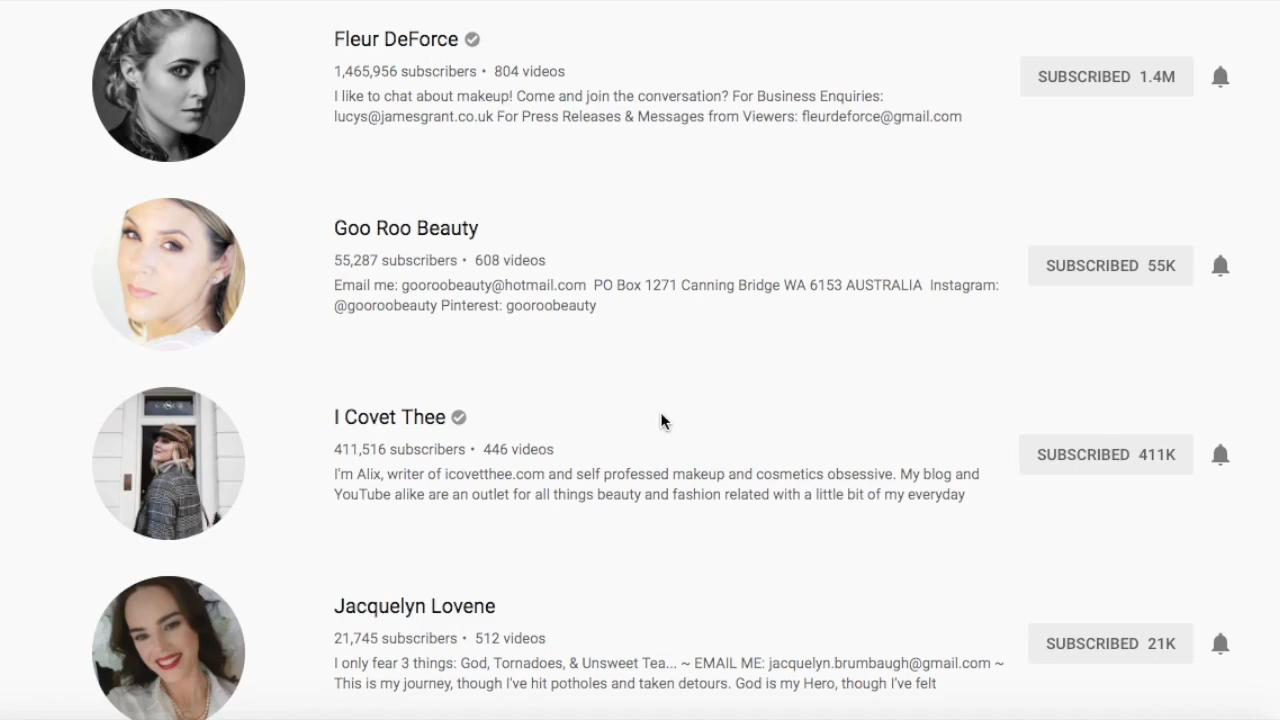 Fleur DeForce
1,465,956 subscribers • 804 videos
I like to chat about makeup! Come and join the conversation? For Business Enquiries:
lucys@jamesgrant.co.uk For Press Releases & Messages from Viewers: fleurdeforce@gmail.com
SUBSCRIBED 1.4M
Goo Roo Beauty
55,287 subscribers • 608 videos
Email me: gooroobeauty@hotmail.com PO Box 1271 Canning Bridge WA 6153 AUSTRALIA Instagram:
@gooroobeauty Pinterest: gooroobeauty
SUBSCRIBED 55K
I Covet Thee
411,516 subscribers • 446 videos
I'm Alix, writer of icovetthee.com and self professed makeup and cosmetics obsessive. My blog and
YouTube alike are an outlet for all things beauty and fashion related with a little bit of my everyday
SUBSCRIBED 411K
Jacquelyn Lovene
21,745 subscribers • 512 videos
I only fear 3 things: God, Tornadoes, & Unsweet Tea... ~ EMAIL ME: jacquelyn.brumbaugh@gmail.com ~
This is my journey, though I've hit potholes and taken detours. God is my Hero, though I've felt
SUBSCRIBED 21K